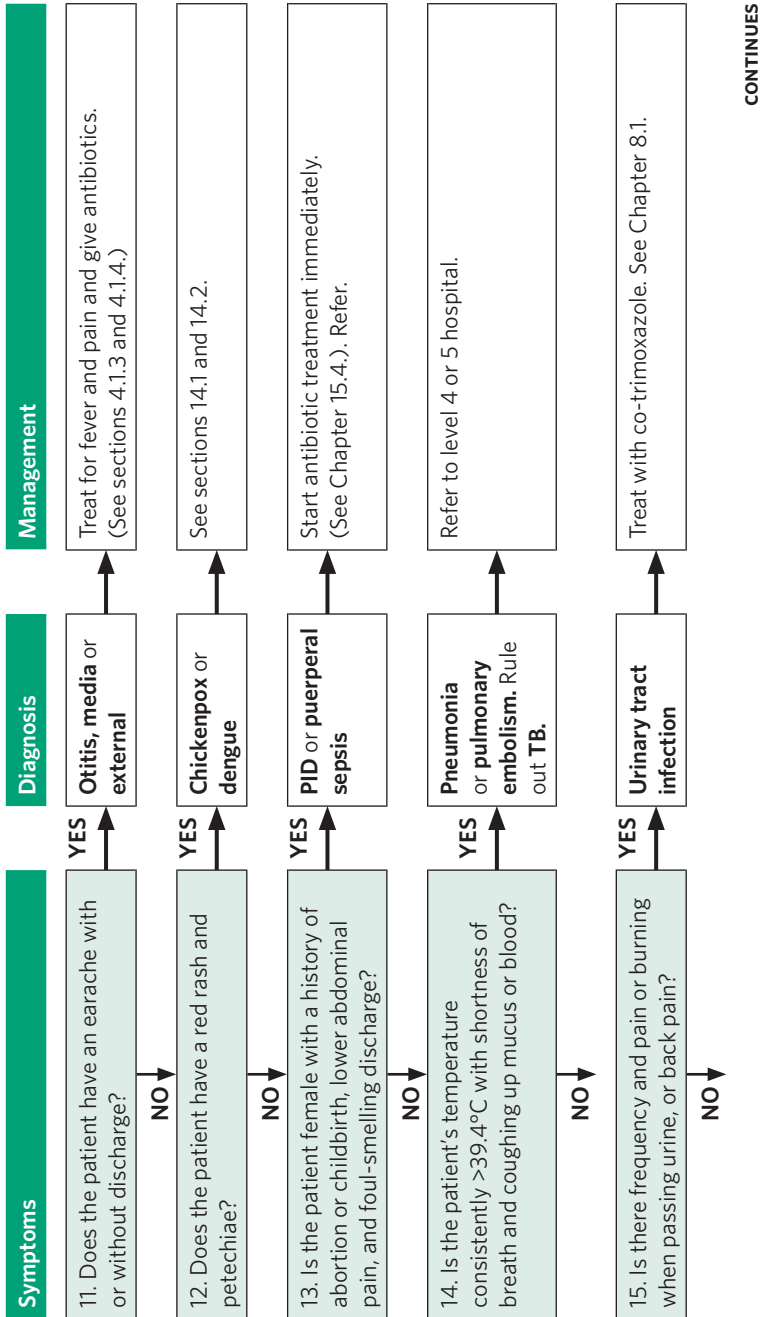 Symptoms
Diagnosis
Management
11. Does the patient have an earache with
or without discharge?
YES
Otitis, media or
external
Treat for fever and pain and give antibiotics.
(See sections 4.1.3 and 4.1.4.)
NO
12. Does the patient have a red rash and
petechiae?
YES
Chickenpox or
dengue
See sections 14.1 and 14.2.
NO
13. Is the patient female with a history of
abortion or childbirth, lower abdominal
pain, and foul-smelling discharge?
YES
PID or puerperal
sepsis
Start antibiotic treatment immediately.
(See Chapter 15.4.). Refer.
NO
14. Is the patient's temperature
consistently >39.4°C with shortness of
breath and coughing up mucus or blood?
YES
Pneumonia
or pulmonary
embolism. Rule
out TB.
Refer to level 4 or 5 hospital.
NO
15. Is there frequency and pain or burning
when passing urine, or back pain?
YES
Urinary tract
infection
Treat with co-trimoxazole. See Chapter 8.1.
NO
CONTINUES